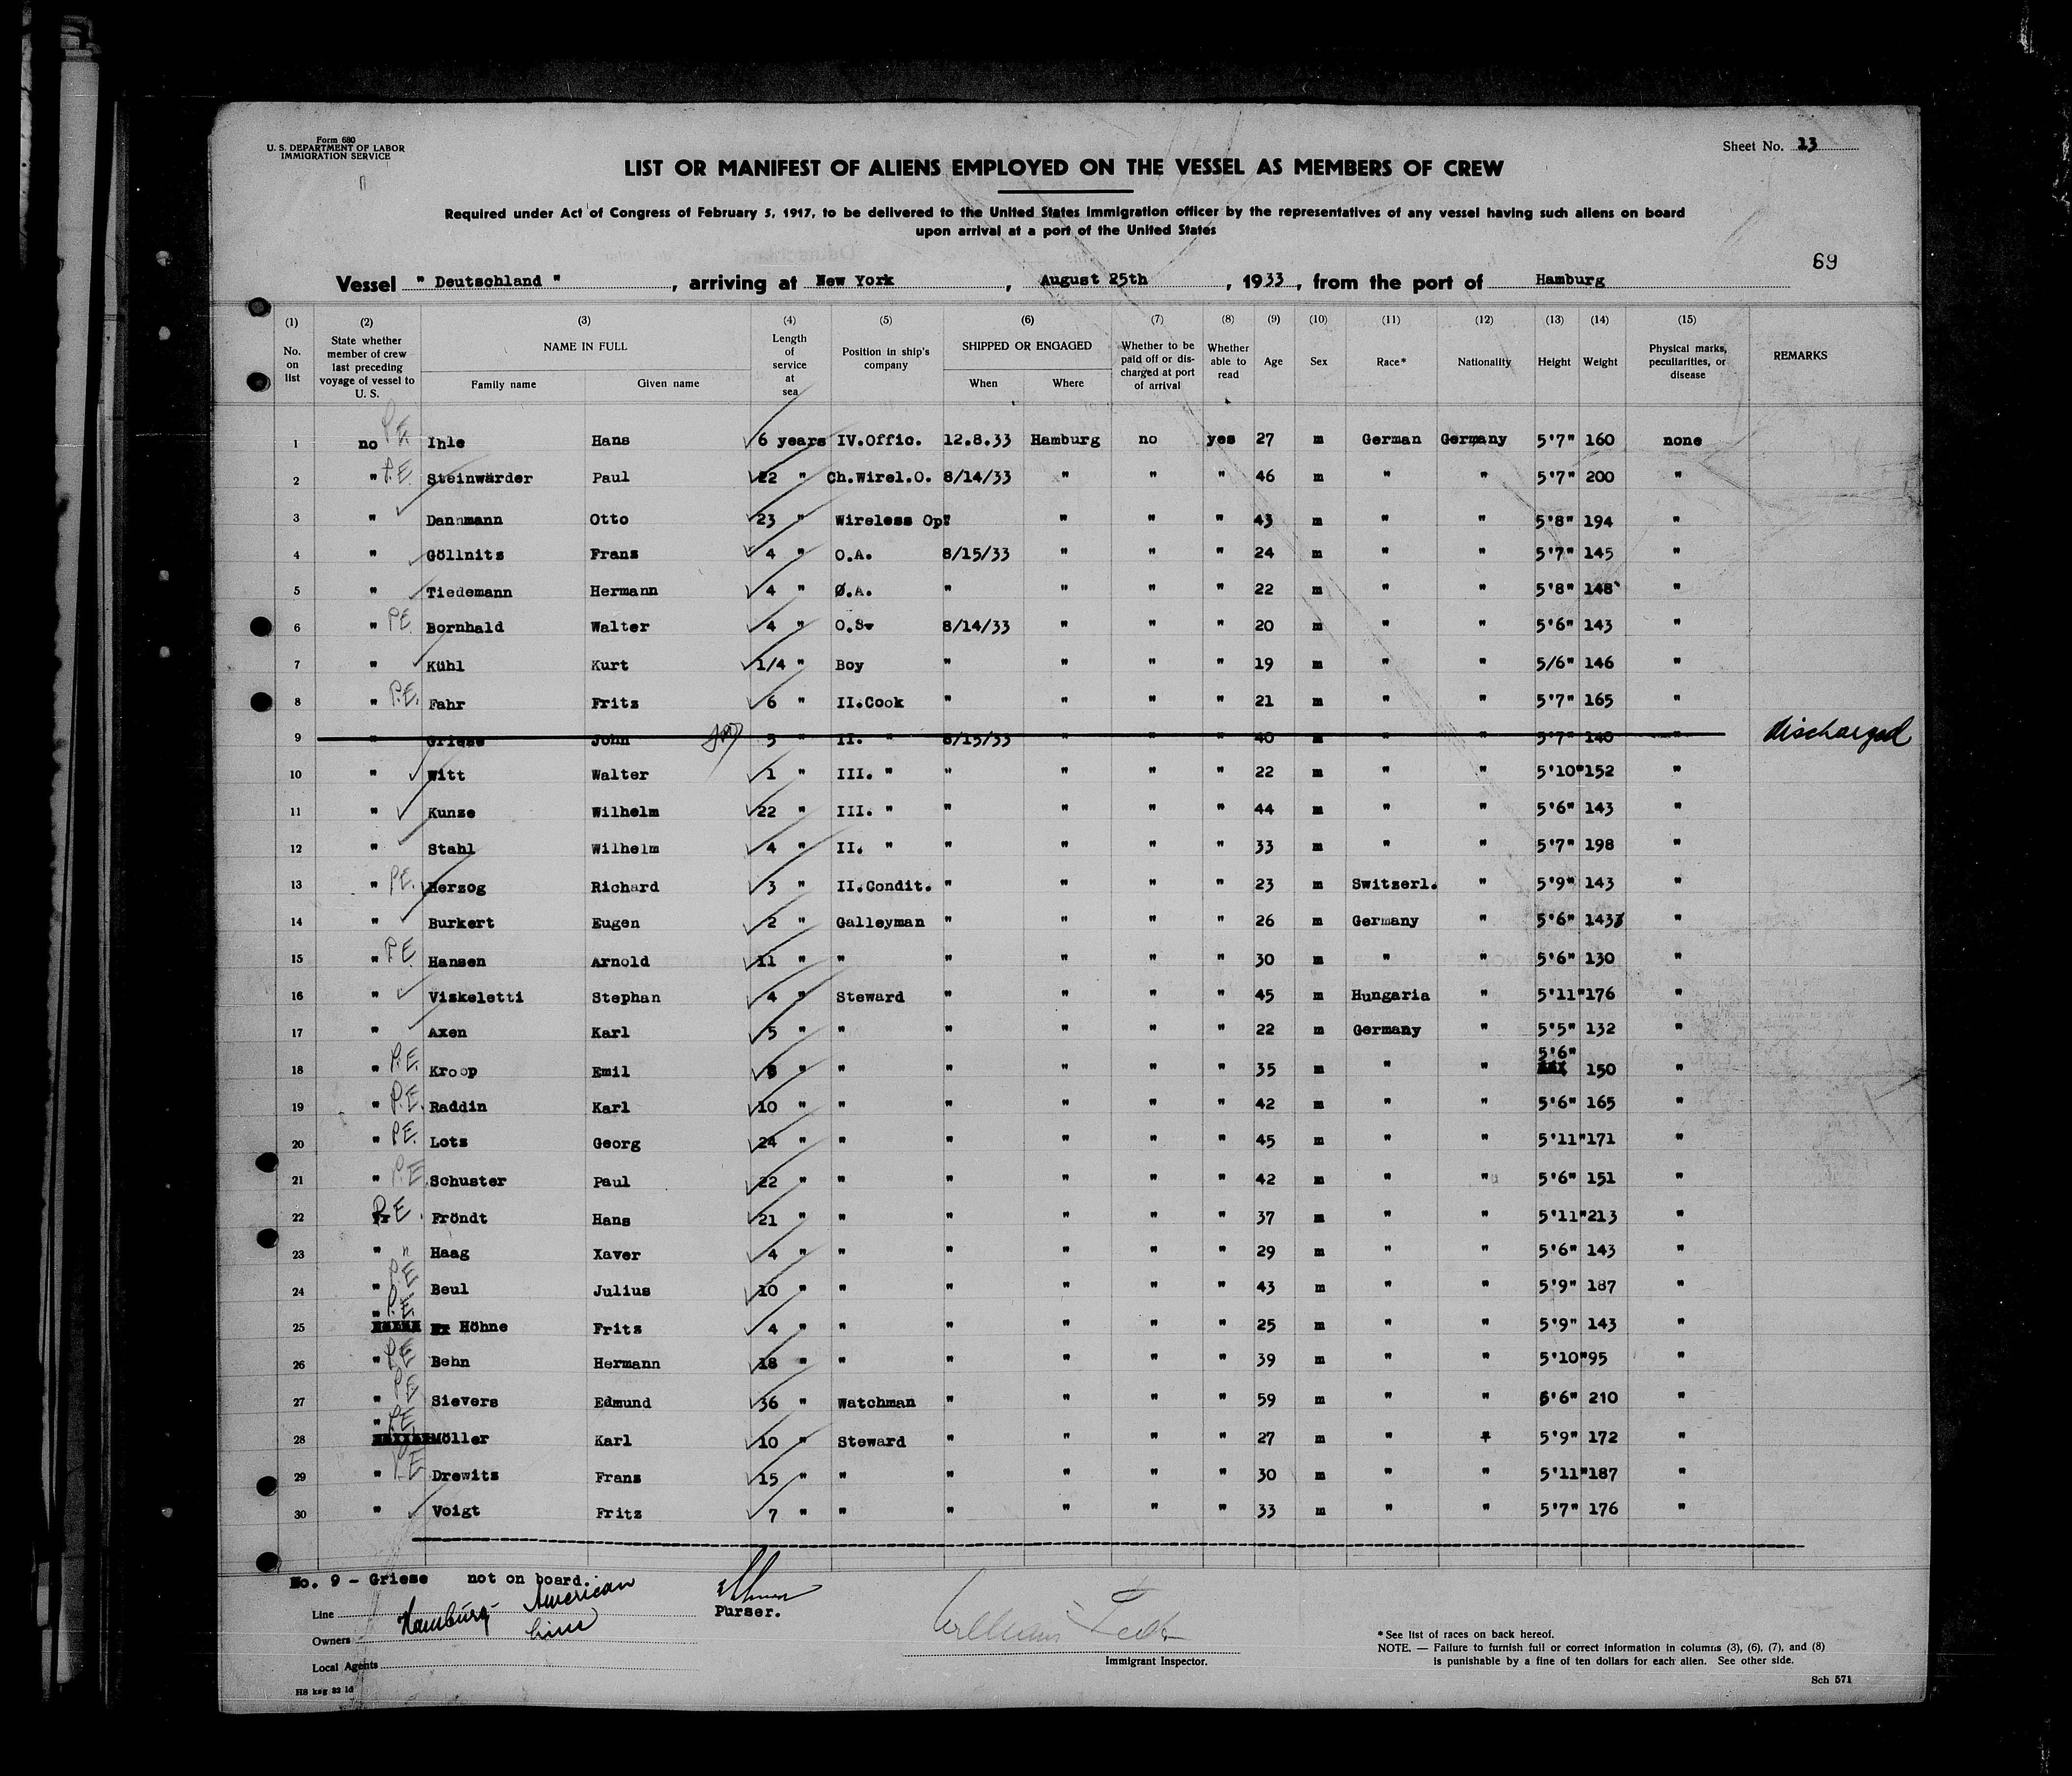 Form 680
U. S. DEPARTMENT OF LABOR
IMMIGRATION SERVICE
Sheet No. 13
LIST OR MANIFEST OF ALIENS EMPLOYED ON THE VESSEL AS MEMBERS OF CREW
Required under Act of Congress of February 5, 1917, to be delivered to the United States immigration officer by the representatives of any vessel having such aliens on board
upon arrival at a port of the United States
69
Vessel " Deutschland " , arriving at New York , August 25th , 1933 , from the port of Hamburg
(1) (2) (3) (4) (5) (6) (7) (8) (9) (10) (11) (12) (13) (14) (15)
No. on list State whether member of crew last preceding voyage of vessel to U. S. NAME IN FULL Length of service at sea Position in ship's company SHIPPED OR ENGAGED Whether to be paid off or dis-charged at port of arrival Whether able to read Age Sex Race* Nationality Height Weight Physical marks, peculiarities, or disease REMARKS
Family name Given name When Where
1 no P.E. Ihle Hans 6 years IV.Offic. 12.8.33 Hamburg no yes 27 m German Germany 5'7" 160 none
2 " P.E. Steinwärder Paul 22 " Ch.Wirel.O. 8/14/33 " " " 46 m " " 5'7" 200 "
3 " Dannmann Otto 23 " Wireless Op. " " " " 43 m " " 5'8" 194 "
4 " Göllnitz Franz 4 " O.A. 8/15/33 " " " 24 m " " 5'7" 145 "
5 " Tiedemann Hermann 4 " O.A. " " " " 22 m " " 5'8" 148 "
6 " PE Bornhald Walter 4 " O.S. 8/14/33 " " " 20 m " " 5'6" 143 "
7 " Kühl Kurt 1/4 " Boy " " " " 19 m " " 5/6" 146 "
8 " P.E. Fahr Fritz 6 " II.Cook " " " " 21 m " " 5'7" 165 "
9 " Griese John 5 " II. " 8/15/33 " " " 40 m " " 5'7" 140 " discharged
10 " Witt Walter 1 " III. " " " " " 22 m " " 5'10" 152 "
11 " Kunze Wilhelm 22 " III. " " " " " 44 m " " 5'6" 143 "
12 " Stahl Wilhelm 4 " II. " " " " " 33 m " " 5'7" 198 "
13 " P.E. Herzog Richard 3 " II.Condit. " " " " 23 m Switzerl. " 5'9" 143 "
14 " Burkert Eugen 2 " Galleyman " " " " 26 m Germany " 5'6" 143 "
15 " P.E Hansen Arnold 11 " " " " " " 30 m " " 5'6" 130 "
16 " Viskeletti Stephan 4 " Steward " " " " 45 m Hungaria " 5'11" 176 "
17 " Axen Karl 5 " " " " " " 22 m Germany " 5'5" 132 "
18 " P.E. Kroop Emil " " " " " " 35 m " " 5'6" 150 "
19 " P.E. Raddin Karl 10 " " " " " " 42 m " " 5'6" 165 "
20 " P.E. Lotz Georg 24 " " " " " " 45 m " " 5'11" 171 "
21 " P.E. Schuster Paul 22 " " " " " " 42 m " " 5'6" 151 "
22 P.E. Fröndt Hans 21 " " " " " " 37 m " " 5'11" 213 "
23 " " Haag Xaver 4 " " " " " " 29 m " " 5'6" 143 "
24 " P.E Beul Julius 10 " " " " " " 43 m " " 5'9" 187 "
25 " P.E. Höhne Fritz 4 " " " " " " 25 m " " 5'9" 143 "
26 " P.E Behn Hermann 18 " " " " " " 39 m " " 5'10" 95 "
27 " P.E Sievers Edmund 36 " Watchman " " " " 59 m " " 5'6" 210 "
28 " P.E. Möller Karl 10 " Steward " " " " 27 m " " 5'9" 172 "
29 " P.E Drewitz Franz 15 " " " " " " 30 m " " 5'11" 187 "
30 " Voigt Fritz 7 " " " " " " 33 m " " 5'7" 176 "
No. 9 - Griese not on board.
Line
Owners Hamburg American Line
Local Agents
Purser.
Immigrant Inspector.
* See list of races on back hereof.
NOTE. — Failure to furnish full or correct information in columns (3), (6), (7), and (8)
is punishable by a fine of ten dollars for each alien. See other side.
Sch 571